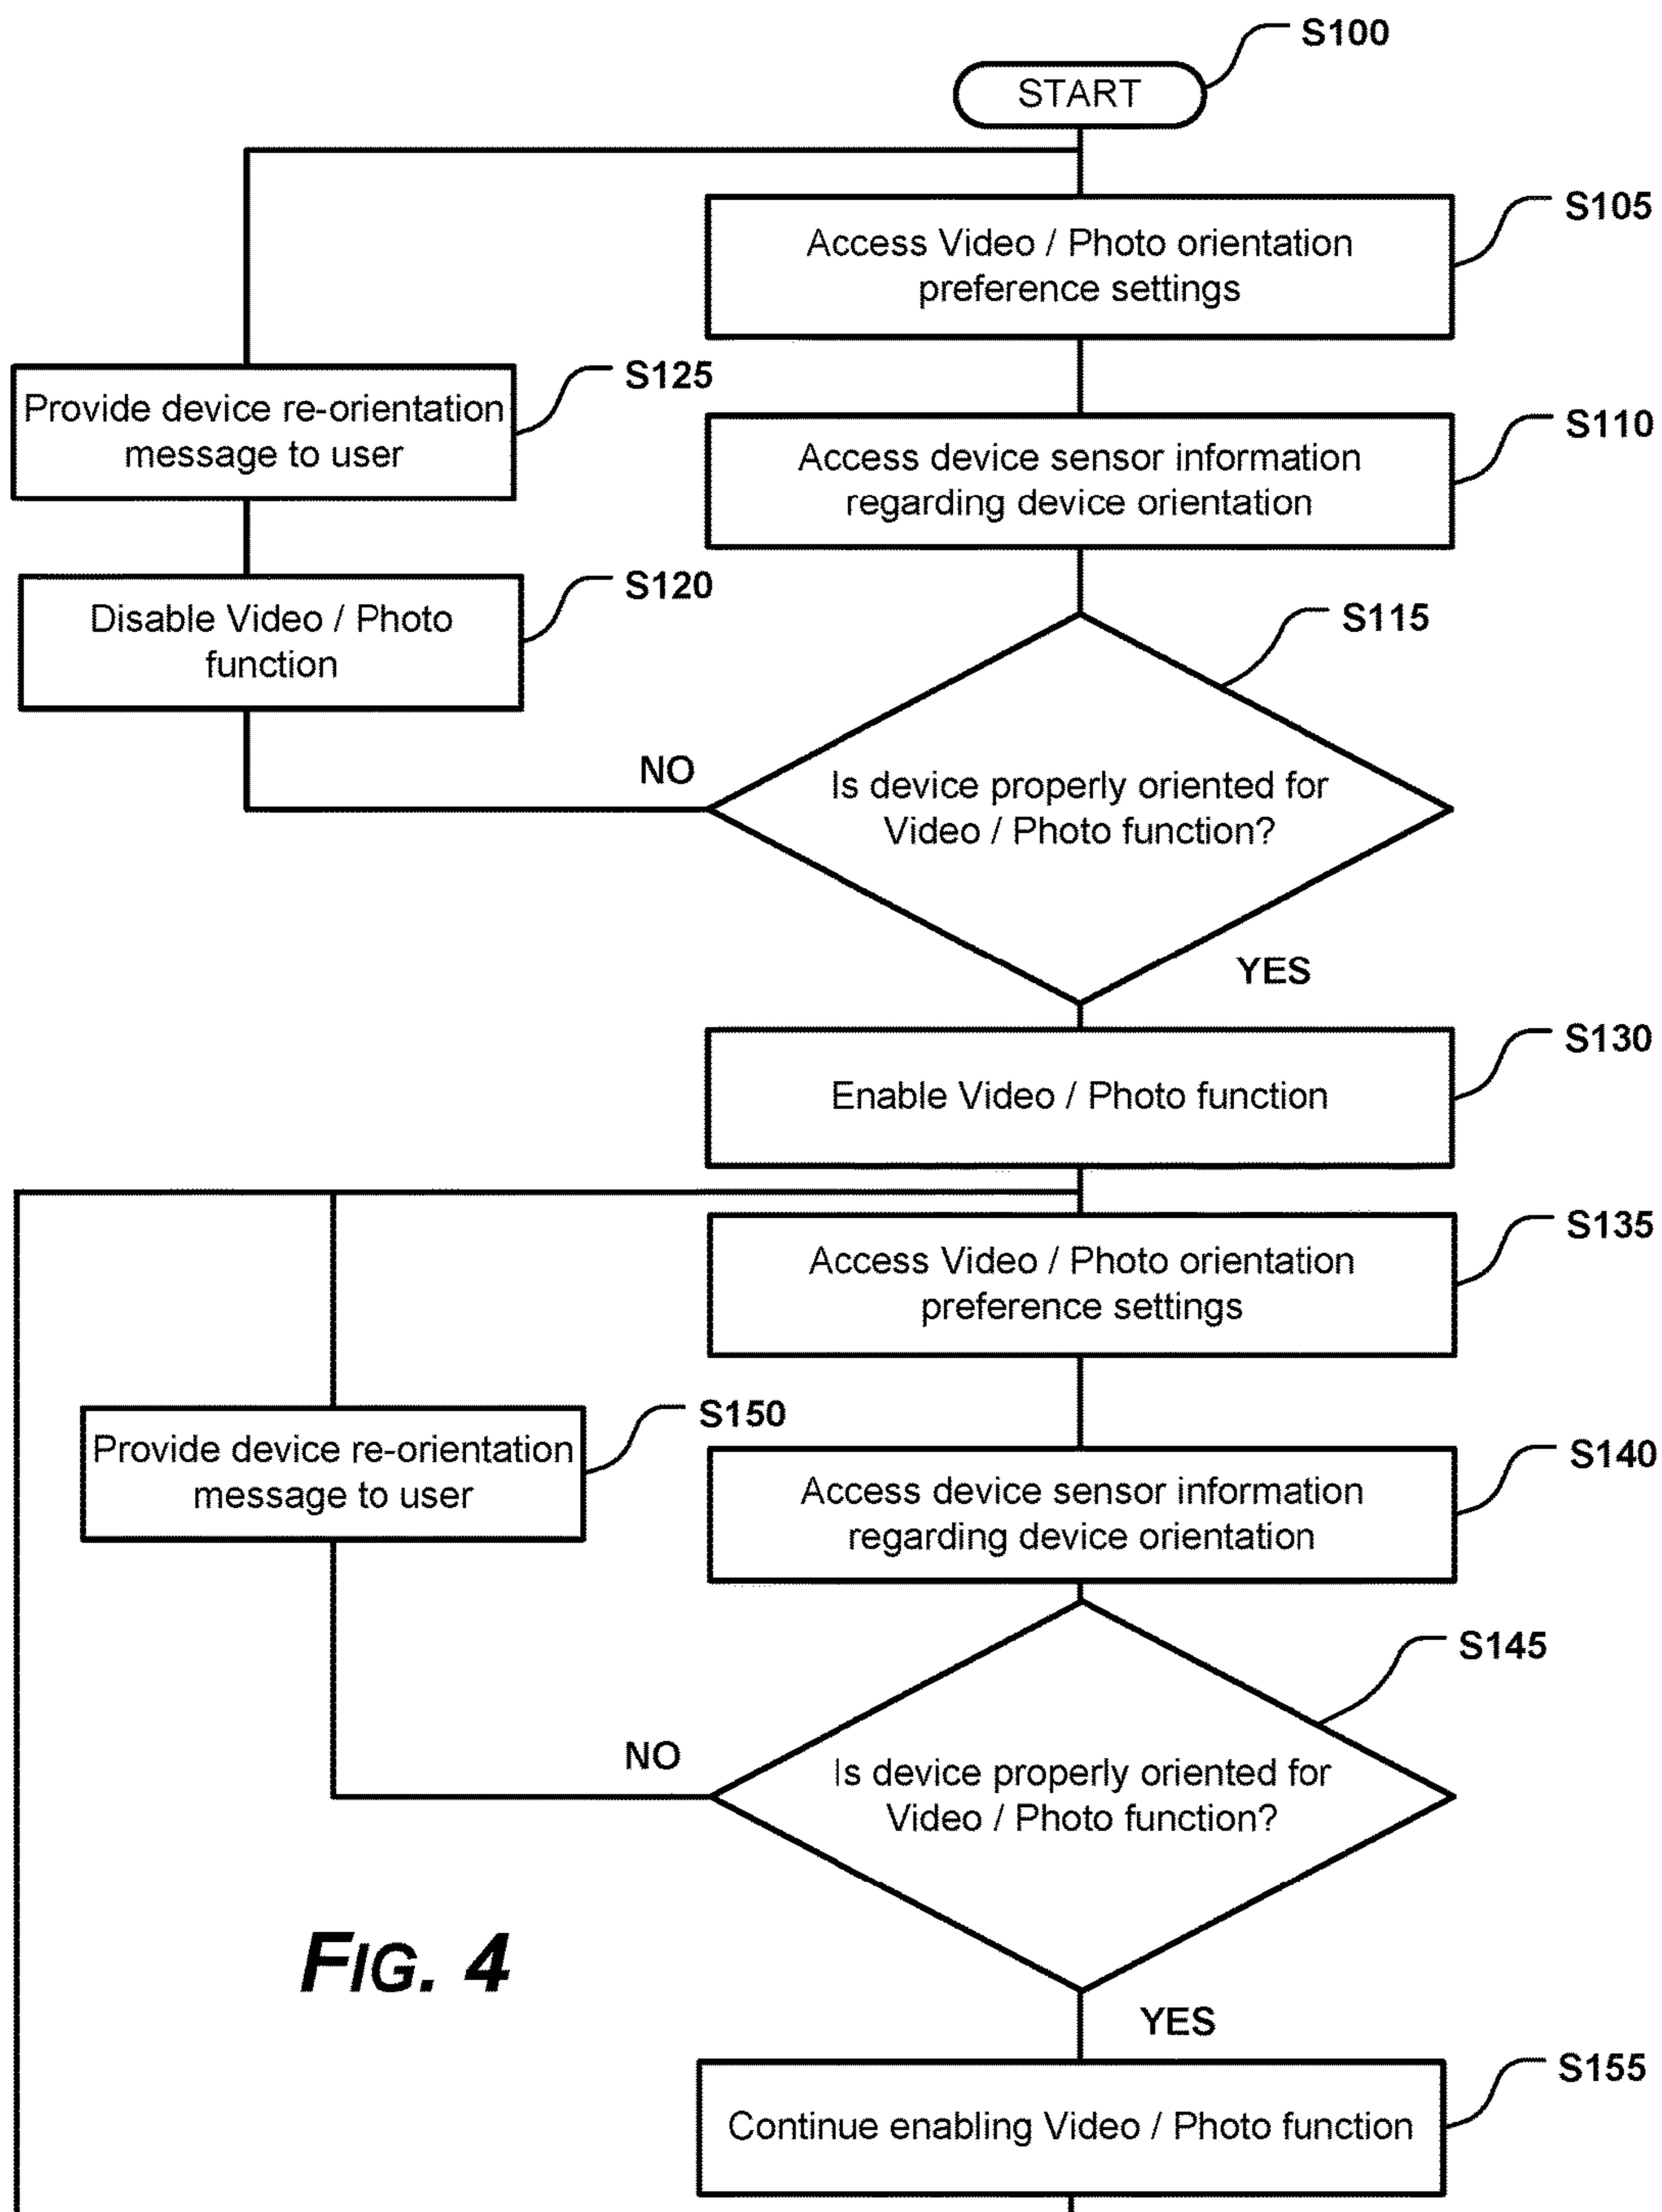 S100
START
S105
Access Video / Photo orientation
preference settings
S125
Provide device re-orientation
message to user
S110
Access device sensor information
regarding device orientation
S120
Disable Video / Photo
function
S115
NO
Is device properly oriented for
Video / Photo function?
YES
S130
Enable Video / Photo function
S135
Access Video / Photo orientation
preference settings
S150
Provide device re-orientation
message to user
S140
Access device sensor information
regarding device orientation
S145
NO
Is device properly oriented for
Video / Photo function?
FIG. 4
YES
S155
Continue enabling Video / Photo function